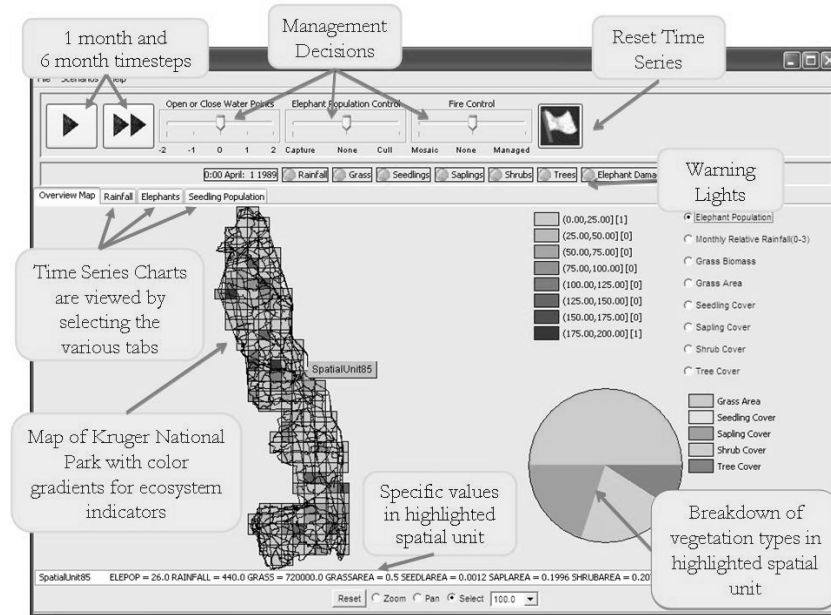 1 month and
6 month timesteps
Management
Decisions
Reset Time
Series
File Scenarios Help
Open or Close Water Points
Elephant Population Control
Fire Control
-2 -1 0 1 2
Capture None Cull
Mosaic None Managed
0:00 April: 1 1989
Rainfall
Grass
Seedlings
Saplings
Shrubs
Trees
Elephant Dama
Warning
Lights
Overview Map
Rainfall
Elephants
Seedling Population
(0.00,25.00][1]
(25.00,50.00][0]
(50.00,75.00][0]
(75.00,100.00][0]
(100.00,125.00][0]
(125.00,150.00][0]
(150.00,175.00][0]
(175.00,200.00][1]
Elephant Population
Monthly Relative Rainfall(0-3)
Grass Biomass
Grass Area
Seedling Cover
Sapling Cover
Shrub Cover
Tree Cover
Time Series Charts
are viewed by
selecting the
various tabs
SpatialUnit85
Map of Kruger National
Park with color
gradients for ecosystem
indicators
Grass Area
Seedling Cover
Sapling Cover
Shrub Cover
Tree Cover
Specific values
in highlighted
spatial unit
Breakdown of
vegetation types in
highlighted spatial
unit
SpatialUnit85 ELEPOP = 26.0 RAINFALL = 440.0 GRASS = 720000.0 GRASSAREA = 0.5 SEEDLAREA = 0.0012 SAPLAREA = 0.1996 SHRUBAREA = 0.20
Reset Zoom Pan Select 100.0